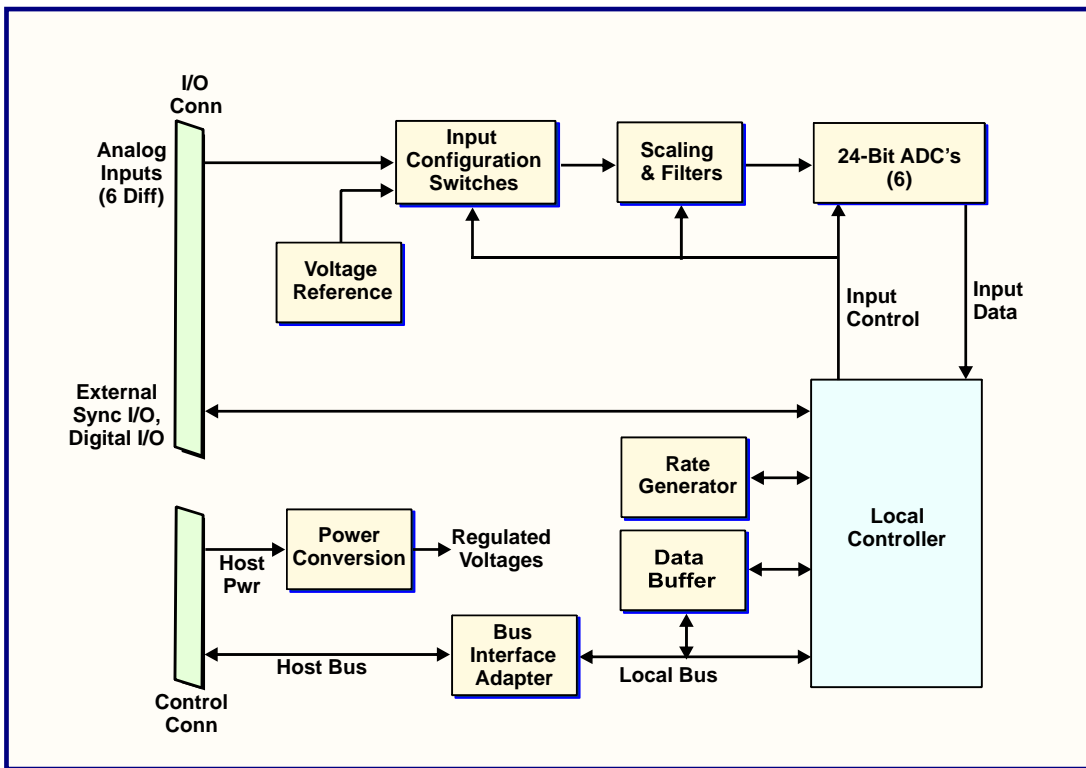 I/O
Conn
Analog
Inputs
(6 Diff)
Input
Configuration
Switches
Scaling
& Filters
24-Bit ADC's
(6)
Voltage
Reference
Input
Control
Input
Data
External
Sync I/O,
Digital I/O
Rate
Generator
Local
Controller
Host
Pwr
Power
Conversion
Regulated
Voltages
Data
Buffer
Host Bus
Bus
Interface
Adapter
Local Bus
Control
Conn